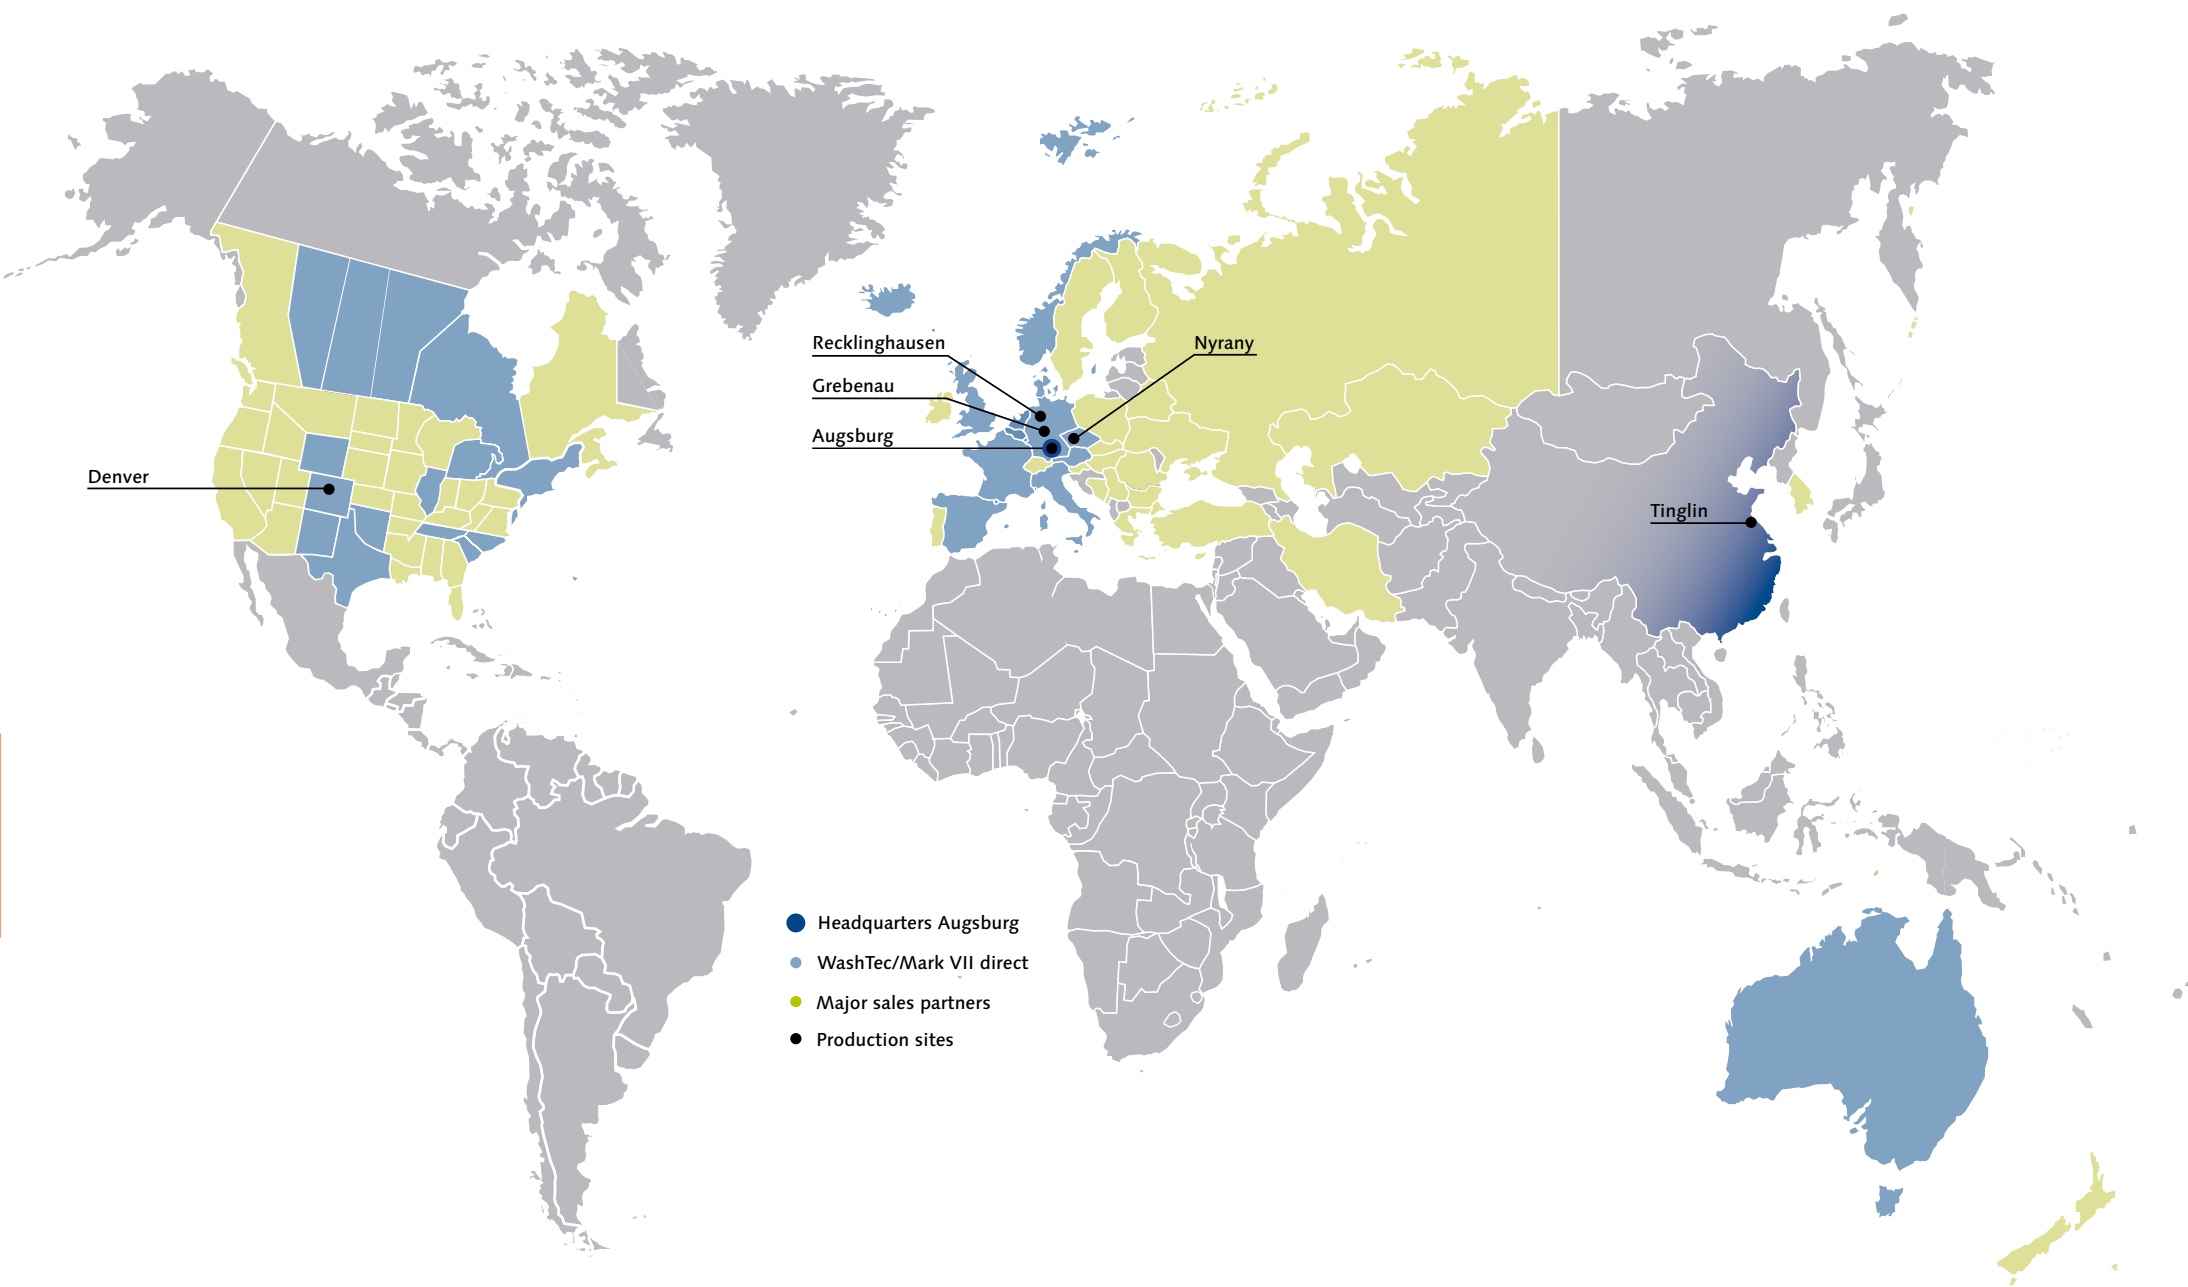 Recklinghausen
Nyrany
Grebenau
Augsburg
Denver
Tinglin
Headquarters Augsburg
WashTec/Mark VII direct
Major sales partners
Production sites